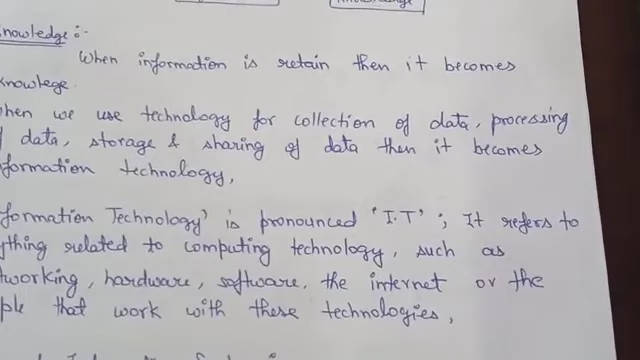 nowledge:-
When information is retain then it becomes
knowlege.
hen we use technology for collection of data, processing
data, storage & sharing of data then it becomes
formation technology,
formation Technology' is pronounced 'I.T'; It refers to
ything related to computing technology, such as
tworking, hardware, software, the internet or the
ple that work with these technologies,